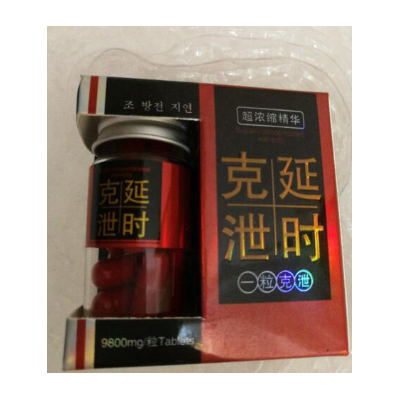 조 방전 지연
超浓缩精华
克延
泄时
一粒克泄
克延
泄时
9800mg/粒Tablets